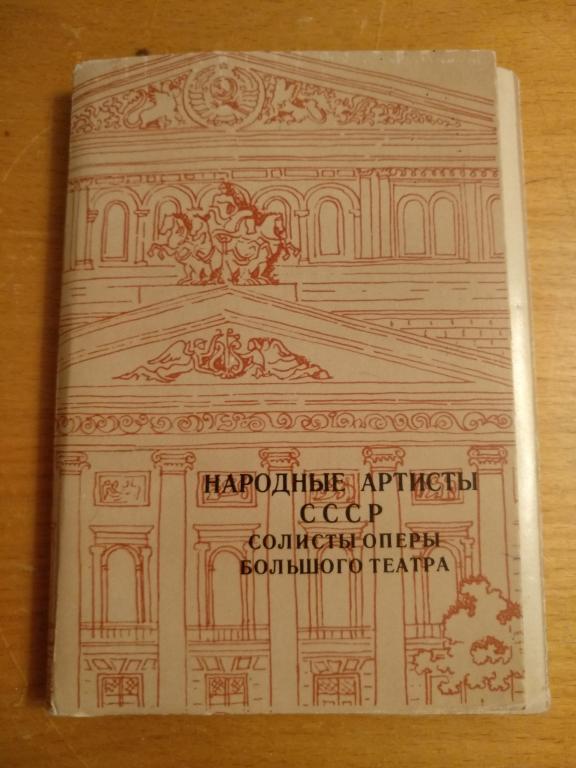 НАРОДНЫЕ АРТИСТЫ
СССР
СОЛИСТЫ ОПЕРЫ
БОЛЬШОГО ТЕАТРА